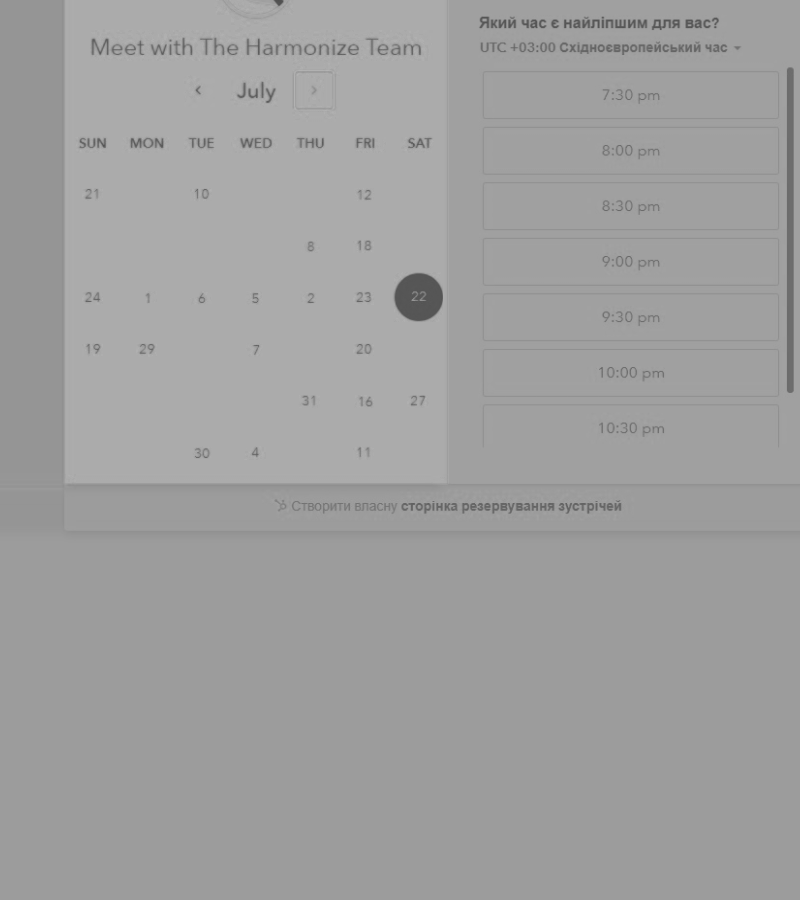 Meet with The Harmonize Team
July
SUN MON TUE WED THU FRI SAT
21 10 12
8 18
24 1 6 5 2 23 22
19 29 7 20
31 16 27
30 4 11
Який час є найліпшим для вас?
UTC +03:00 Східноєвропейський час
7:30 pm
8:00 pm
8:30 pm
9:00 pm
9:30 pm
10:00 pm
10:30 pm
Створити власну сторінка резервування зустрічей